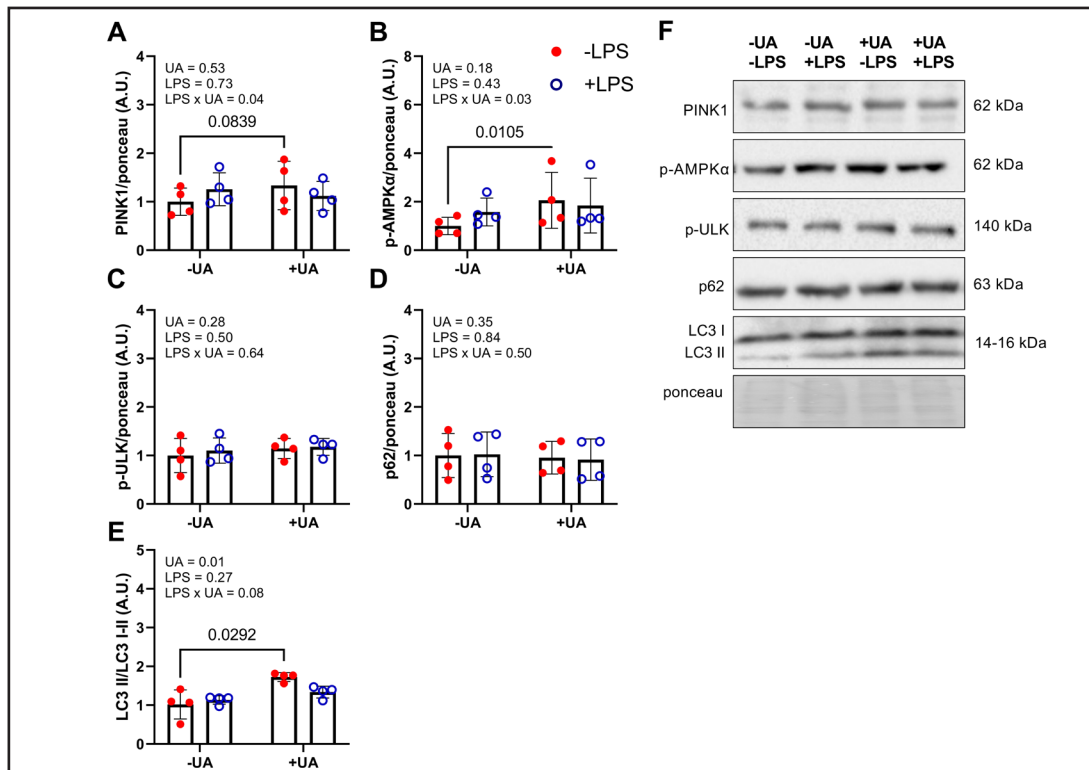 A
PINK1/ponceau (A.U.)
4
3
2
1
0
UA = 0.53
LPS = 0.73
LPS x UA = 0.04
0.0839
-UA
+UA
B
p-AMPKα/ponceau (A.U.)
8
6
4
2
0
UA = 0.18
LPS = 0.43
LPS x UA = 0.03
0.0105
-UA
+UA
-LPS
+LPS
C
p-ULK/ponceau (A.U.)
4
3
2
1
0
UA = 0.28
LPS = 0.50
LPS x UA = 0.64
-UA
+UA
D
p62/ponceau (A.U.)
4
3
2
1
0
UA = 0.35
LPS = 0.84
LPS x UA = 0.50
-UA
+UA
E
LC3 II/LC3 I-II (A.U.)
5
4
3
2
1
0
UA = 0.01
LPS = 0.27
LPS x UA = 0.08
0.0292
-UA
+UA
F
-UA -UA +UA +UA
-LPS +LPS -LPS +LPS
PINK1 62 kDa
p-AMPKα 62 kDa
p-ULK 140 kDa
p62 63 kDa
LC3 I
LC3 II
14-16 kDa
ponceau